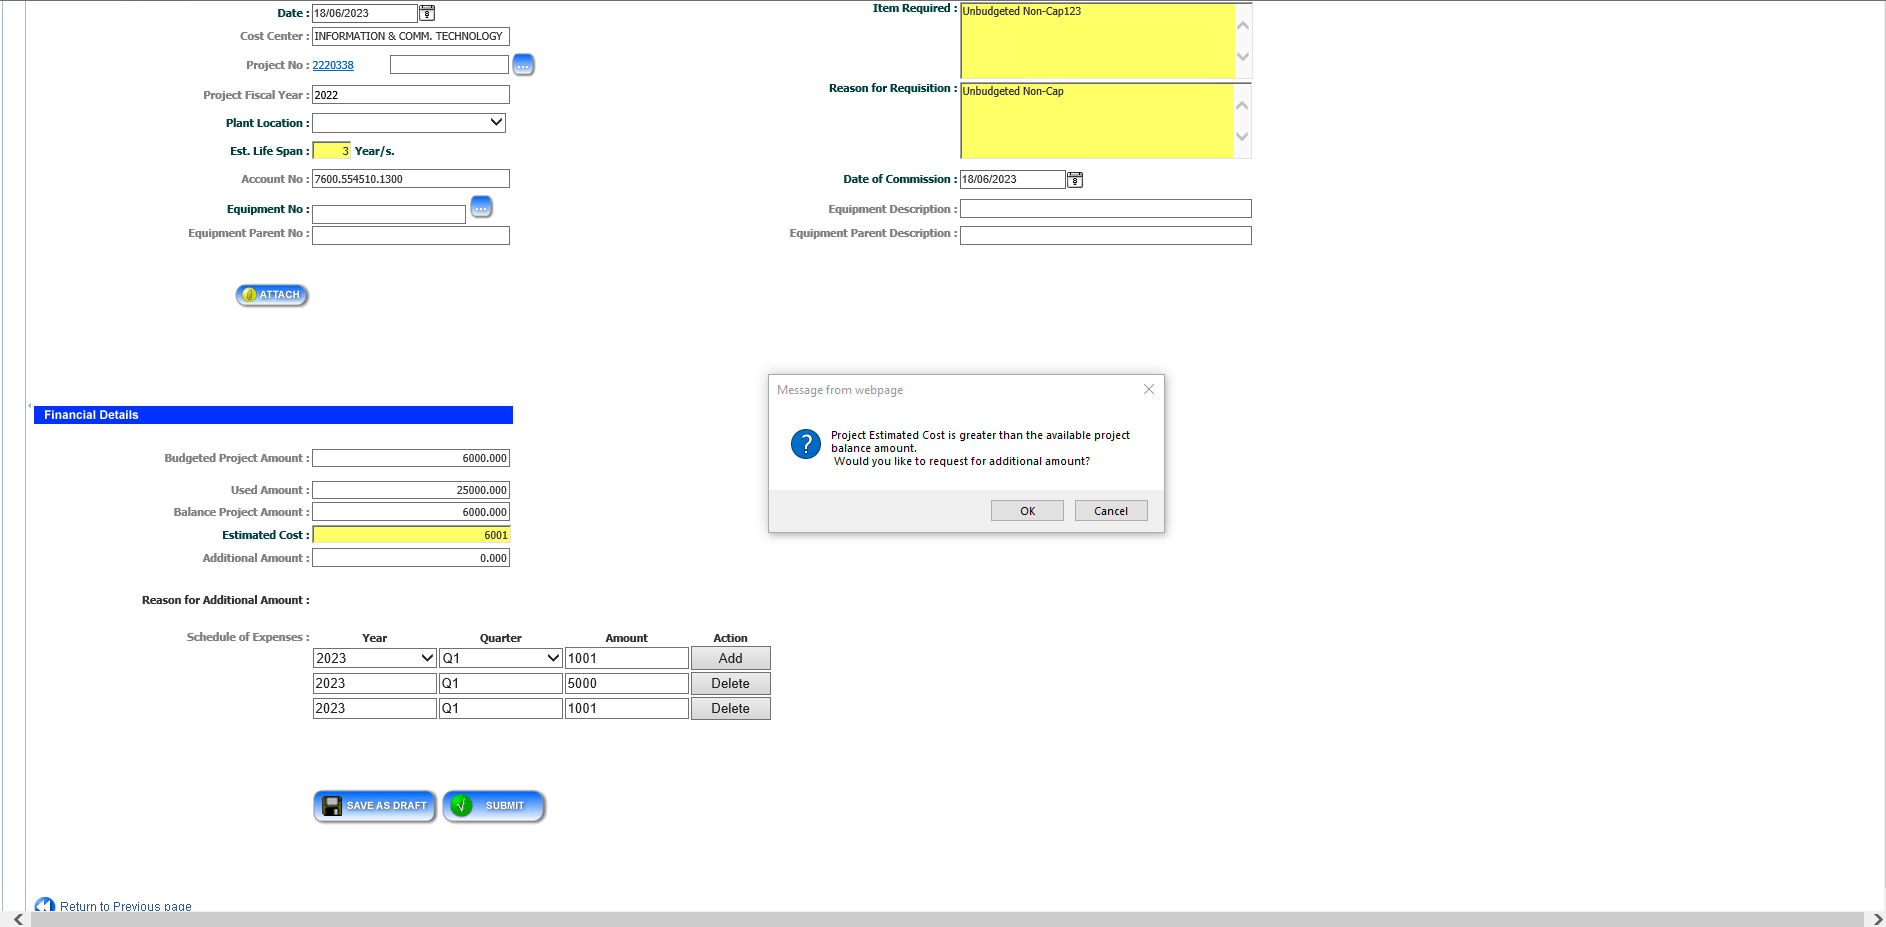 Date : 18/06/2023
Cost Center : INFORMATION & COMM. TECHNOLOGY
Project No : 2220338 ...
Project Fiscal Year : 2022
Plant Location :
Est. Life Span : 3 Year/s.
Account No : 7600.554510.1300
Equipment No : ...
Equipment Parent No :
Item Required : Unbudgeted Non-Cap123
Reason for Requisition : Unbudgeted Non-Cap
Date of Commission : 18/06/2023
Equipment Description :
Equipment Parent Description :
ATTACH
Message from webpage
Project Estimated Cost is greater than the available project
balance amount.
Would you like to request for additional amount?
OK Cancel
Financial Details
Budgeted Project Amount : 6000.000
Used Amount : 25000.000
Balance Project Amount : 6000.000
Estimated Cost : 6001
Additional Amount : 0.000
Reason for Additional Amount :
Schedule of Expenses : Year Quarter Amount Action
2023 Q1 1001 Add
2023 Q1 5000 Delete
2023 Q1 1001 Delete
SAVE AS DRAFT SUBMIT
Return to Previous page